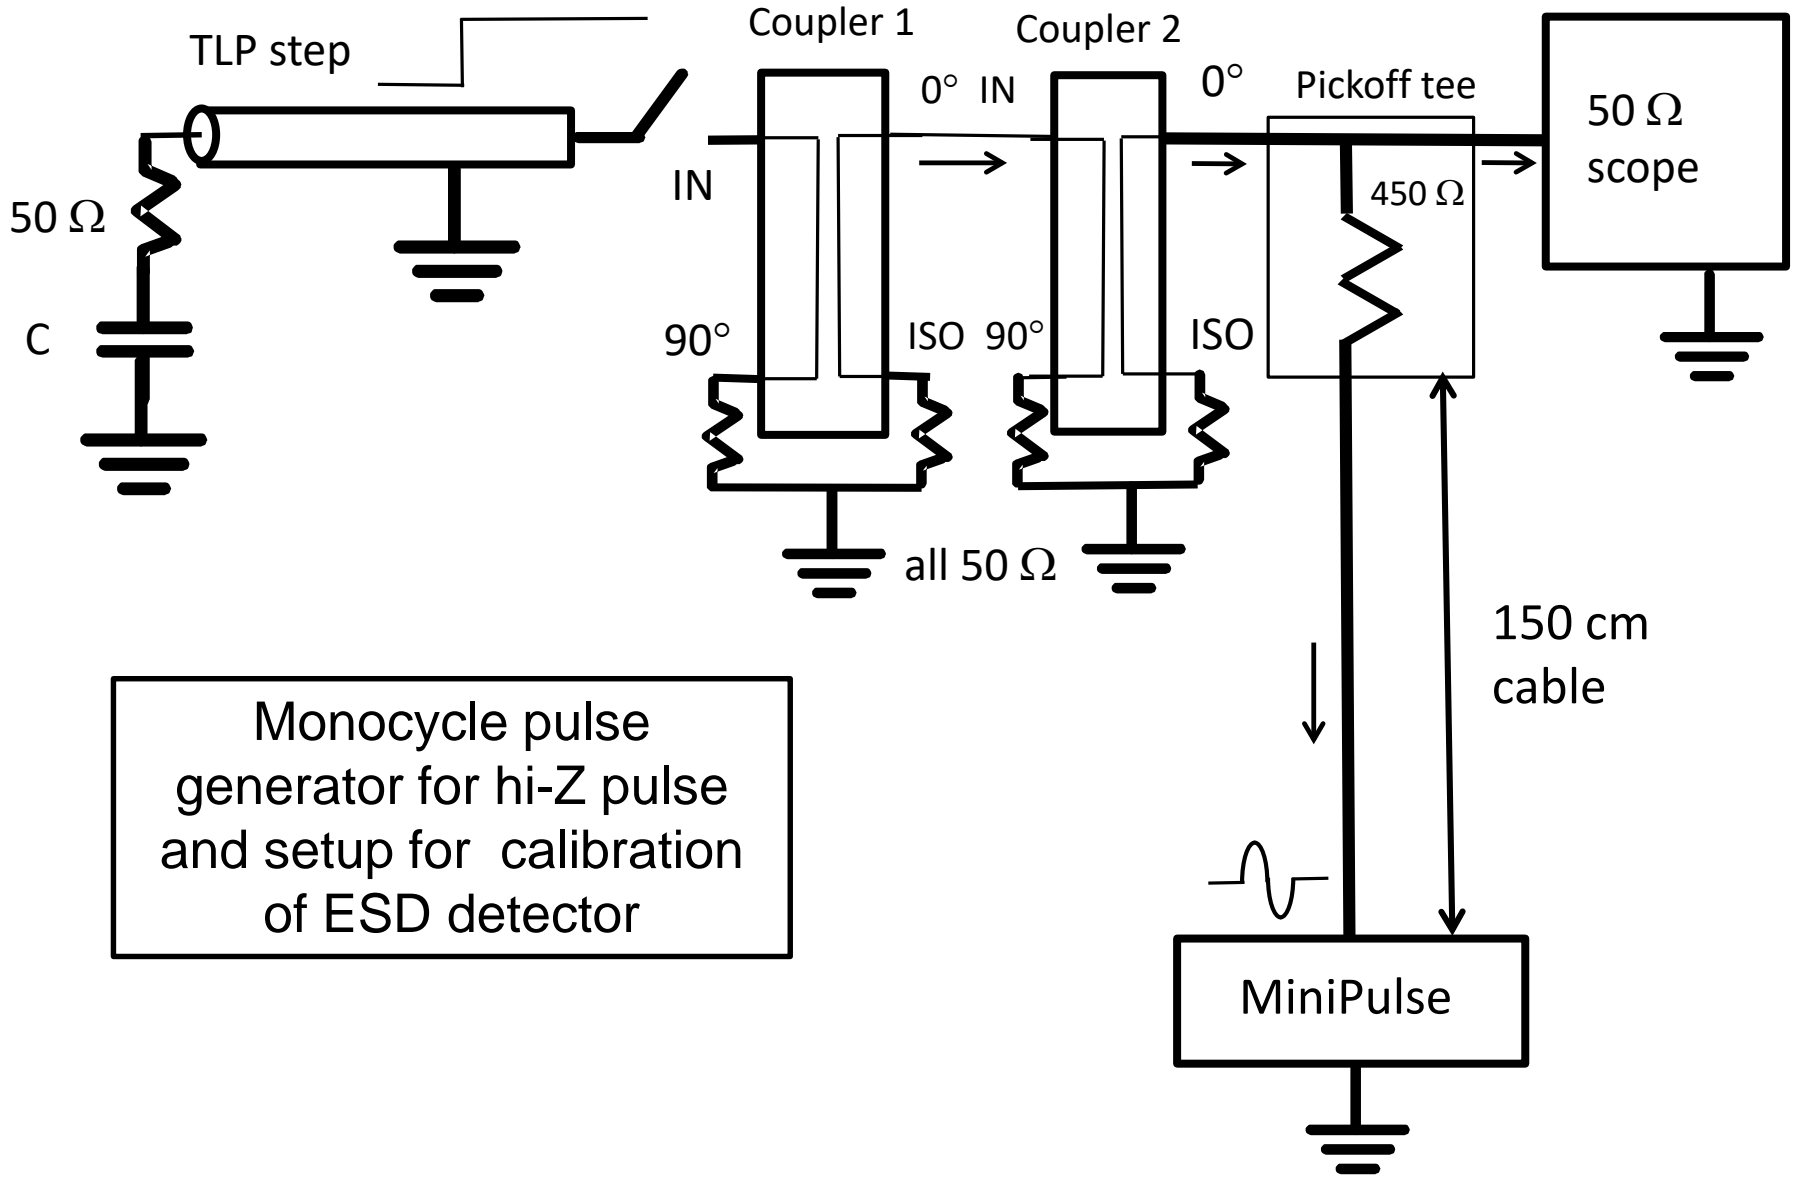 TLP step
Coupler 1
Coupler 2
0° IN
0°
Pickoff tee
50 Ω
scope
IN
450 Ω
50 Ω
C
90°
ISO
90°
ISO
all 50 Ω
150 cm
cable
Monocycle pulse
generator for hi-Z pulse
and setup for calibration
of ESD detector
MiniPulse